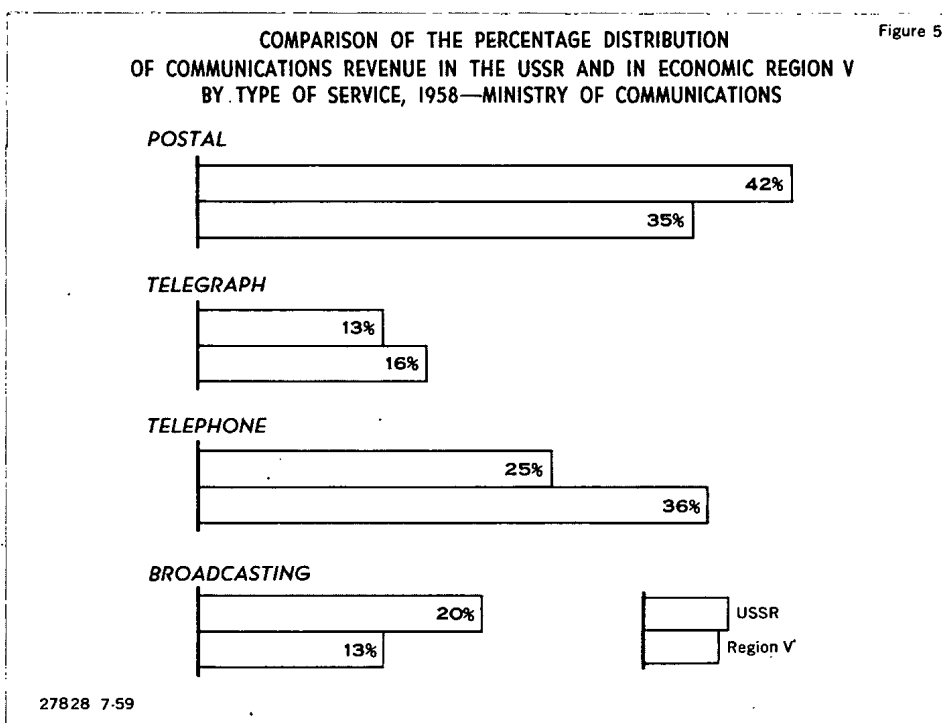 Figure 5
COMPARISON OF THE PERCENTAGE DISTRIBUTION
OF COMMUNICATIONS REVENUE IN THE USSR AND IN ECONOMIC REGION V
BY TYPE OF SERVICE, 1958—MINISTRY OF COMMUNICATIONS
POSTAL
42%
35%
TELEGRAPH
13%
16%
TELEPHONE
25%
36%
BROADCASTING
20%
13%
USSR
Region V
27828 7-59